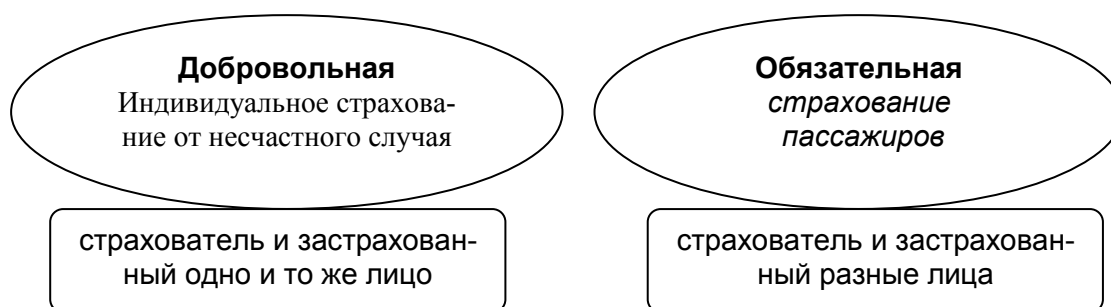 Добровольная
Индивидуальное страхова-
ние от несчастного случая
страхователь и застрахован-
ный одно и то же лицо
Обязательная
страхование
пассажиров
страхователь и застрахован-
ный разные лица